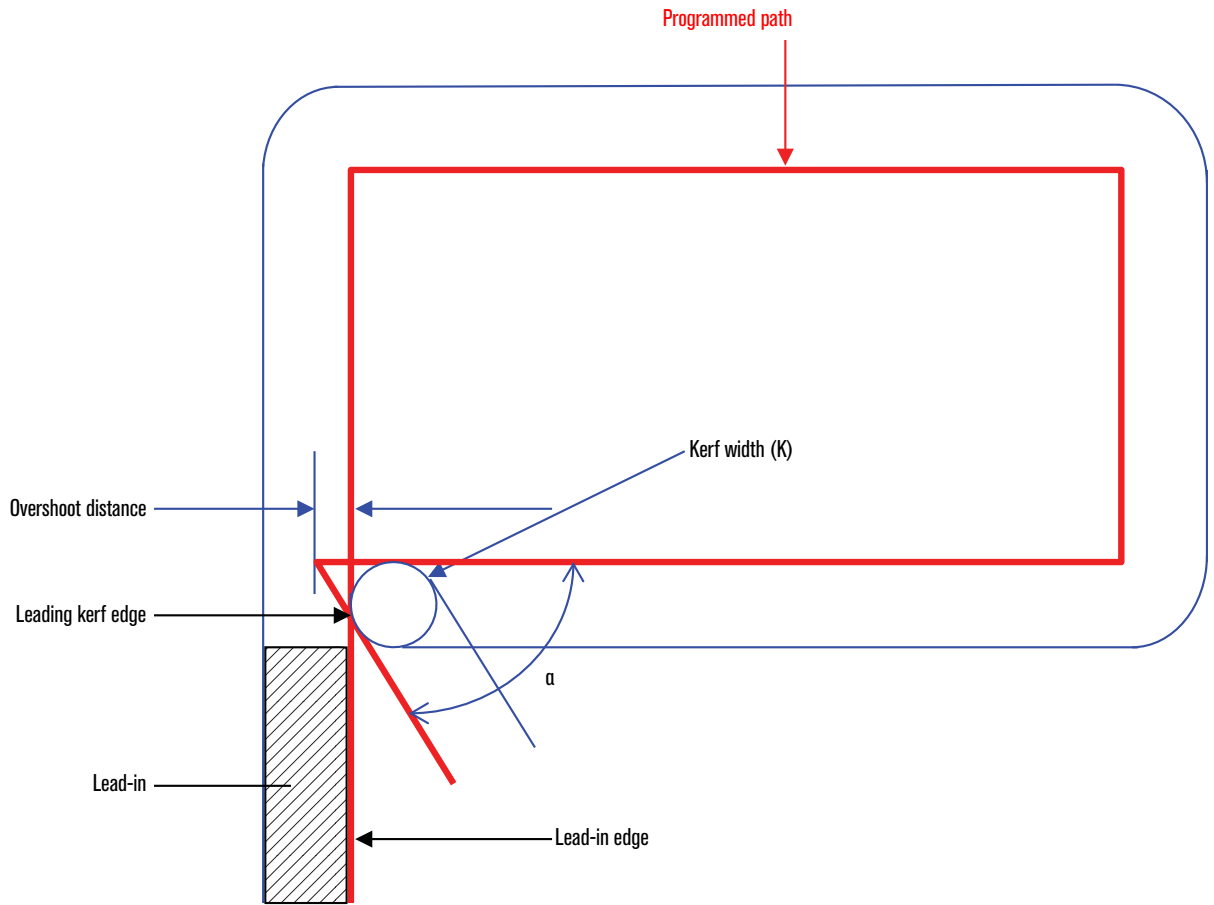 Programmed path
Kerf width (K)
Overshoot distance
Leading kerf edge
α
Lead-in
Lead-in edge